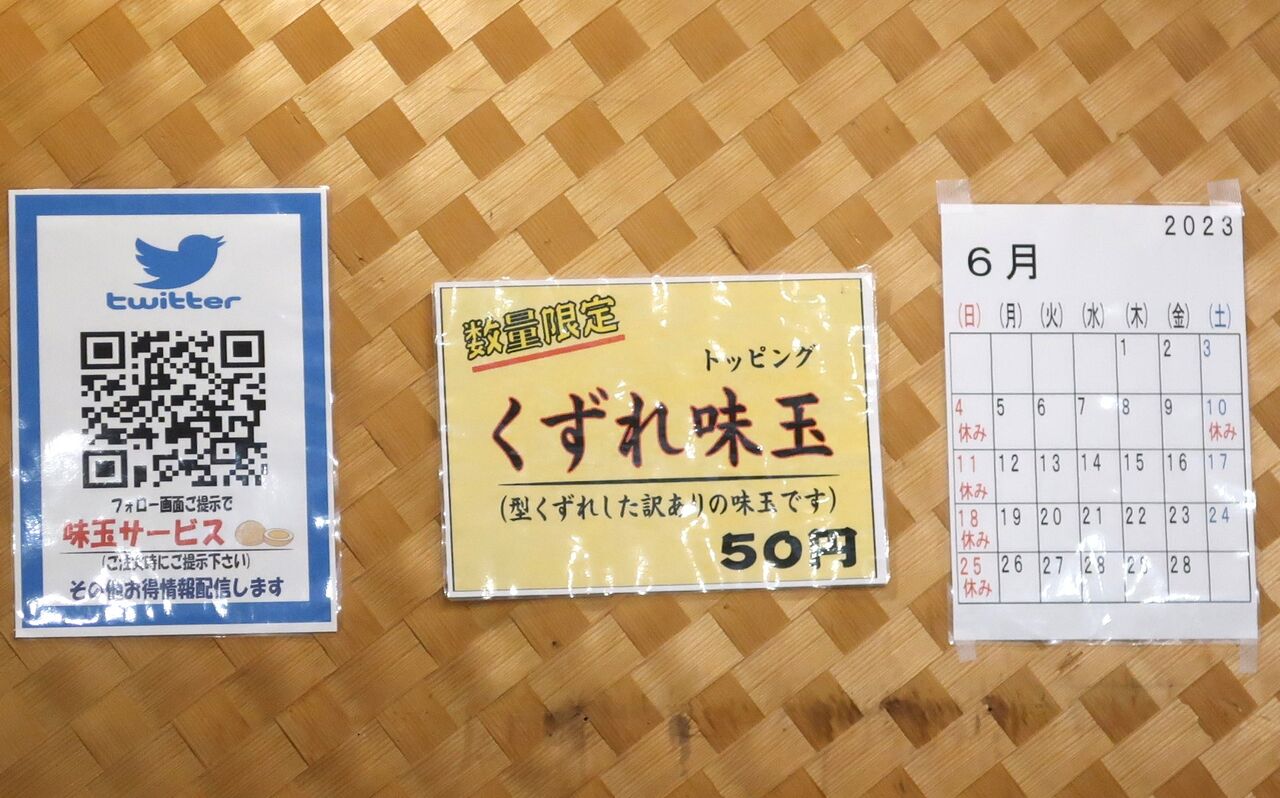 twitter
フォロー画面ご提示で
味玉サービス
(ご注文時にご提示下さい)
その他お得情報配信します
数量限定
トッピング
くずれ味玉
(型くずれした訳ありの味玉です)
50円
2023
6月
(日) (月) (火) (水) (木) (金) (土)
1 2 3
4 5 6 7 8 9 10
休み 休み
11 12 13 14 15 16 17
休み
18 19 20 21 22 23 24
休み
25 26 27 28 29 28
休み